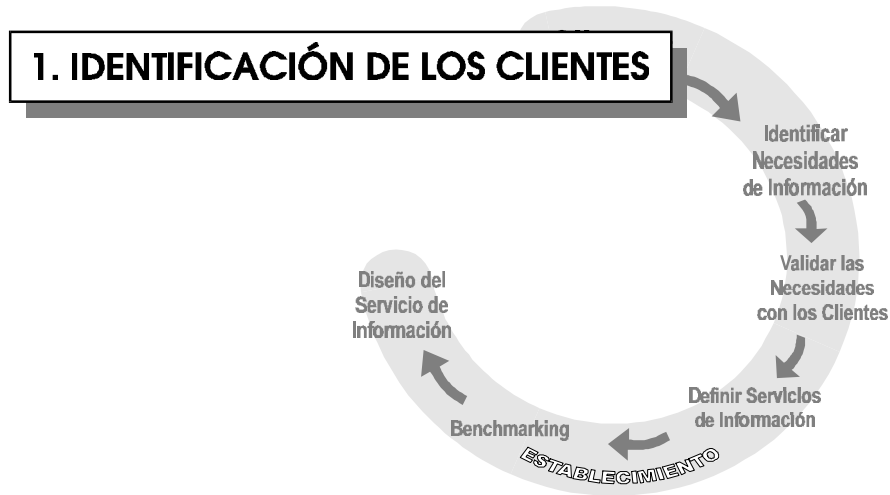 1. IDENTIFICACIÓN DE LOS CLIENTES
Identificar
Necesidades
de Información
Validar las
Necesidades
con los Clientes
Definir Servicios
de Información
Benchmarking
Diseño del
Servicio de
Información
ESTABLECIMIENTO